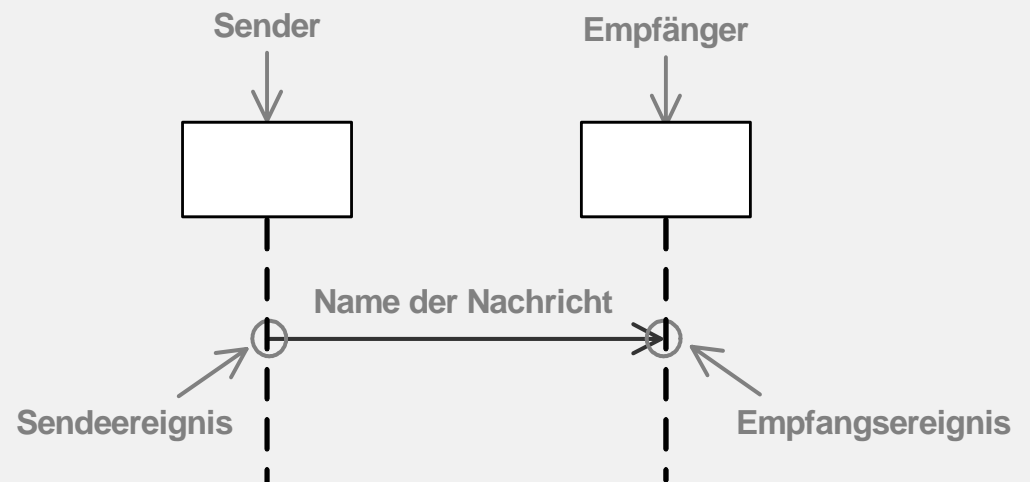 Sender
Empfänger
Name der Nachricht
Sendeereignis
Empfangsereignis